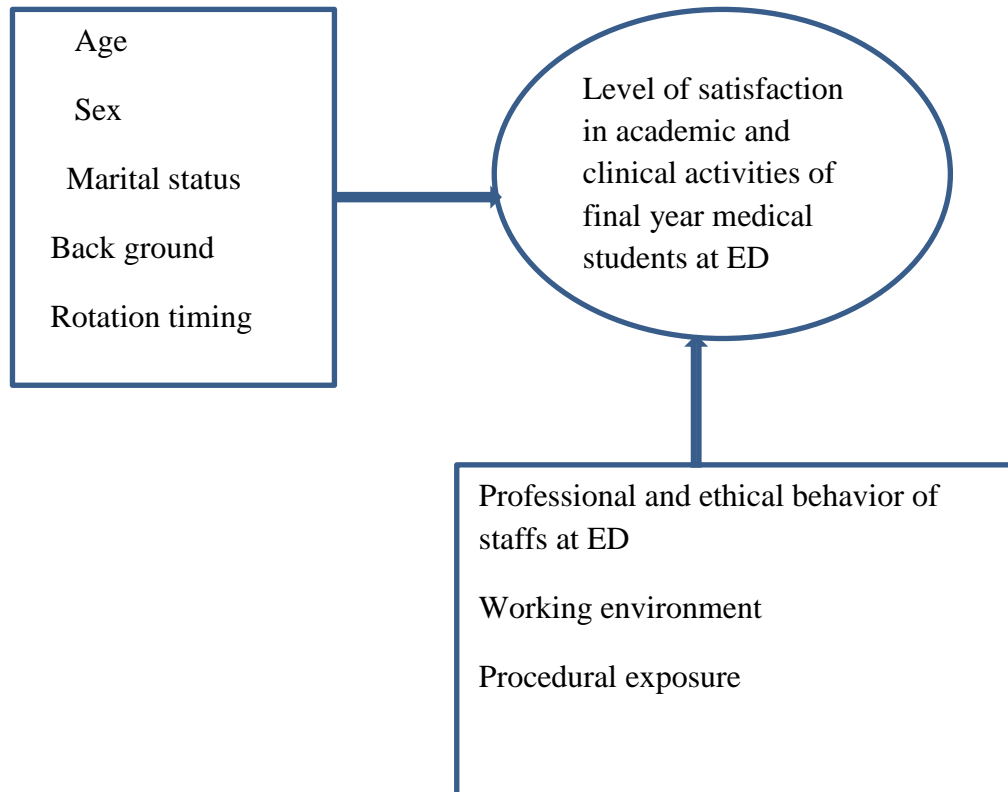 Age
Sex
Marital status
Back ground
Rotation timing
Level of satisfaction
in academic and
clinical activities of
final year medical
students at ED
Professional and ethical behavior of
staffs at ED
Working environment
Procedural exposure